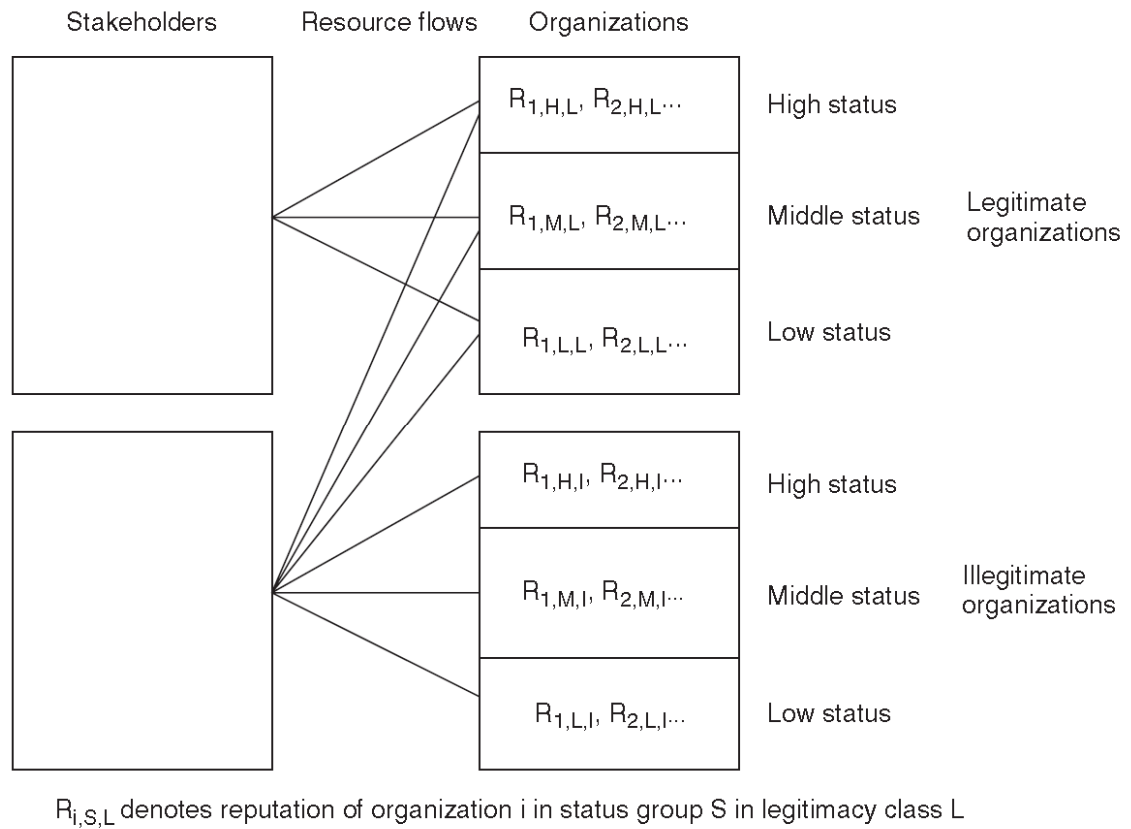 Stakeholders Resource flows Organizations
R1,H,L, R2,H,L... High status
R1,M,L, R2,M,L... Middle status
Legitimate
organizations
R1,L,L, R2,L,L... Low status
R1,H,I, R2,H,I... High status
R1,M,I, R2,M,I... Middle status
Illegitimate
organizations
R1,L,I, R2,L,I... Low status
Ri,S,L denotes reputation of organization i in status group S in legitimacy class L